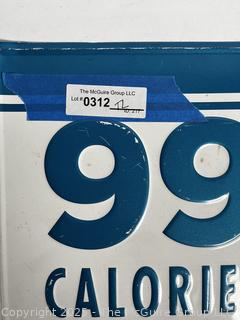 The McGuire Group LLC
Lot # 0312
99
CALORIE